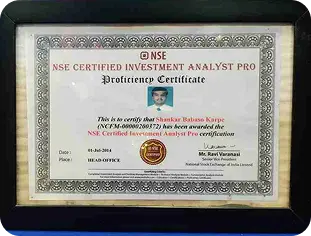 NSE
NSE CERTIFIED INVESTMENT ANALYST PRO
Proficiency Certificate
This is to certify that Shankar Babaso Karpe
(NCFM-00000200372) has been awarded the
NSE Certified Investment Analyst Pro certification
Date : 01-Jul-2014
Place : HEAD OFFICE
Mr. Ravi Varanasi
Senior Vice President
National Stock Exchange of India Limited